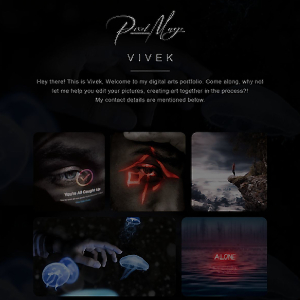 Pixel Magic
VIVEK
Hey there! This is Vivek. Welcome to my digital arts portfolio. Come along, why not
let me help you edit your pictures, creating art together in the process?!
My contact details are mentioned below.
You're All Caught Up
ALONE